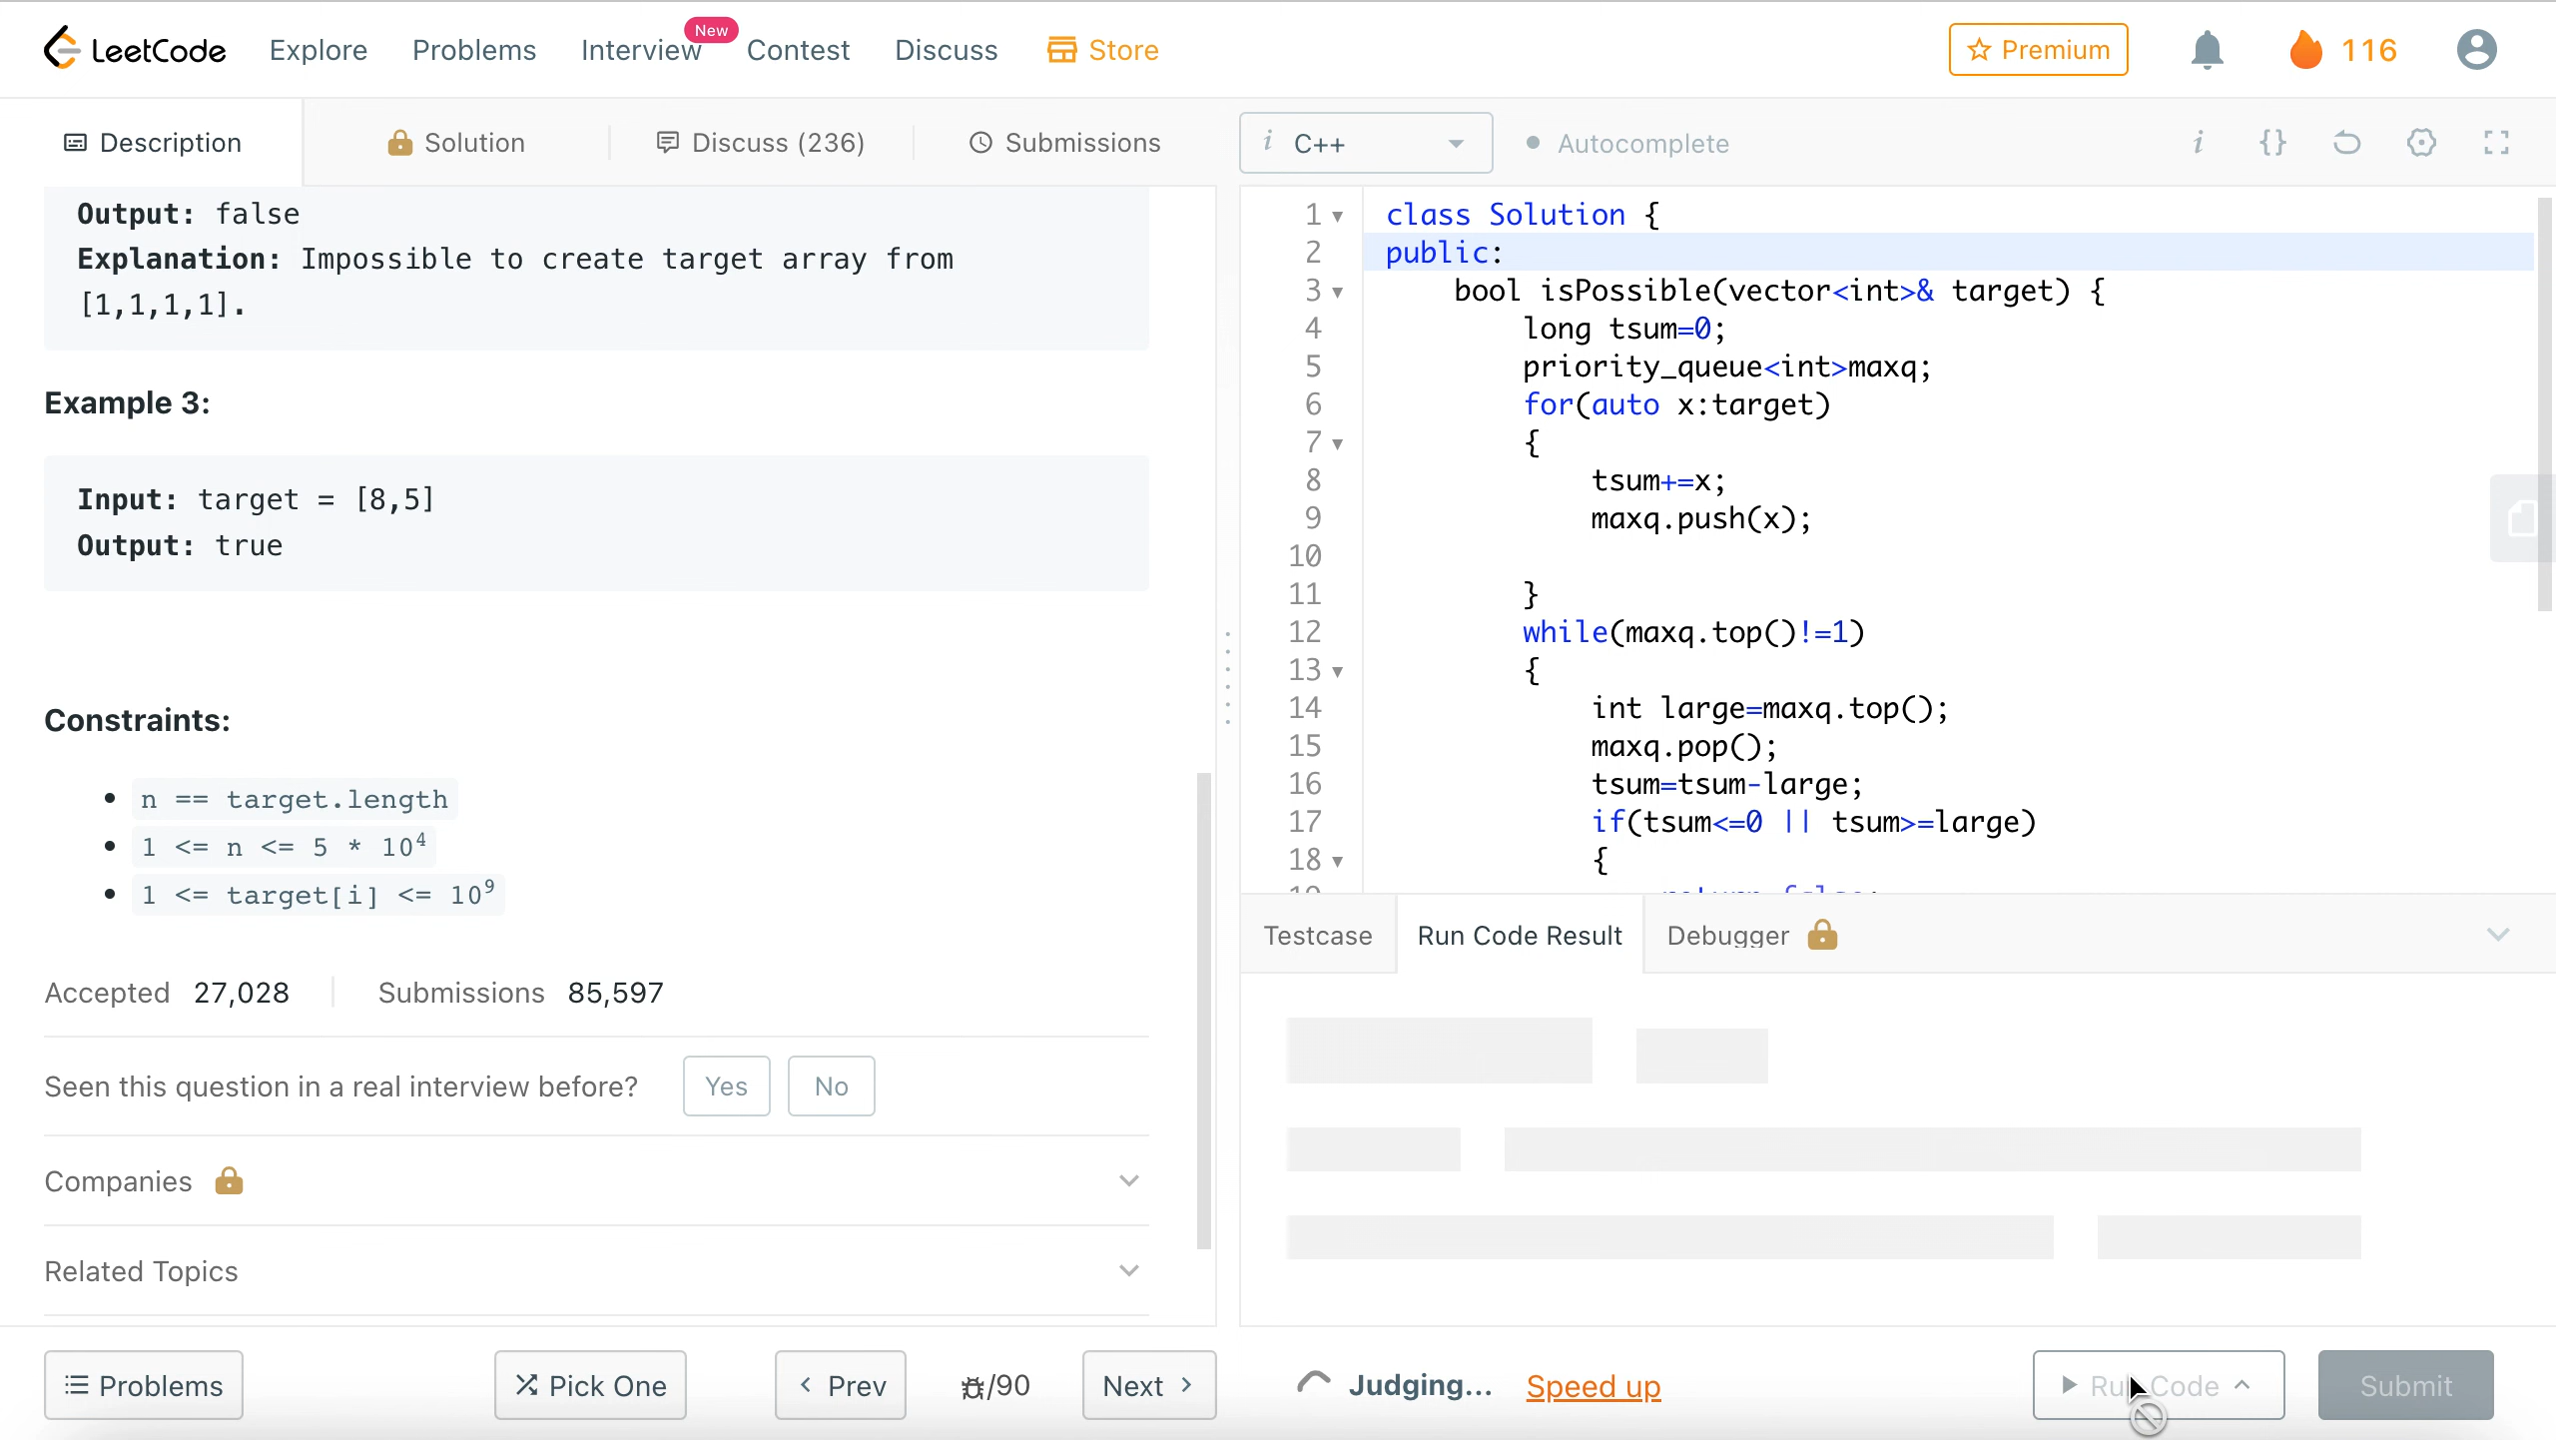 LeetCode Explore Problems Interview New Contest Discuss Store Premium 116
Description Solution Discuss (236) Submissions
Output: false
Explanation: Impossible to create target array from
[1,1,1,1].
Example 3:
Input: target = [8,5]
Output: true
Constraints:
n == target.length
1 <= n <= 5 * 10⁴
1 <= target[i] <= 10⁹
Accepted 27,028 Submissions 85,597
Seen this question in a real interview before? Yes No
Companies
Related Topics
Problems Pick One Prev /90 Next
i C++ Autocomplete i {}
1 class Solution {
2 public:
3 bool isPossible(vector<int>& target) {
4 long tsum=0;
5 priority_queue<int>maxq;
6 for(auto x:target)
7 {
8 tsum+=x;
9 maxq.push(x);
10
11 }
12 while(maxq.top()!=1)
13 {
14 int large=maxq.top();
15 maxq.pop();
16 tsum=tsum-large;
17 if(tsum<=0 || tsum>=large)
18 {
Testcase Run Code Result Debugger
Judging... Speed up Run Code Submit